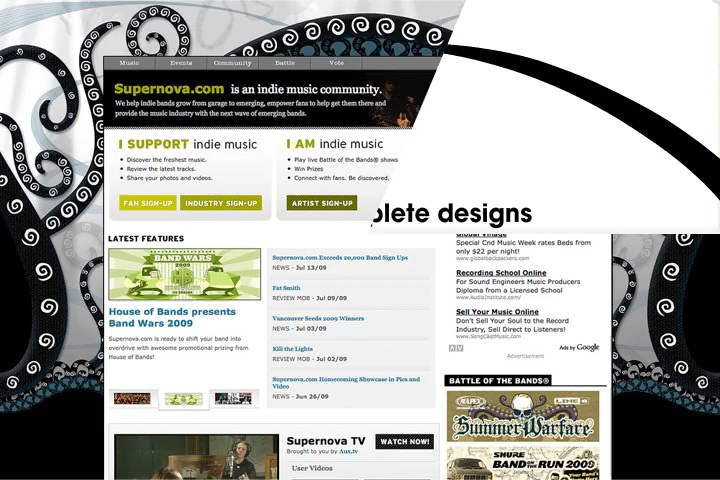 Music Events Community Battle Vote
Supernova.com is an indie music community.
We help indie bands grow from garage to emerging, empower fans to help get them there and
provide the music industry with the next wave of emerging bands.
I SUPPORT indie music
• Discover the freshest music.
• Review the latest tracks.
• Share your photos and videos.
FAN SIGN-UP INDUSTRY SIGN-UP
I AM indie music
• Play live Battle of the Bands® shows
• Win Prizes
• Connect with fans. Be discovered.
ARTIST SIGN-UP
plete designs
LATEST FEATURES
BAND WARS
2009
House of Bands presents
Band Wars 2009
Supernova.com is ready to shift your band into
overdrive with awesome promotional prizing from
House of Bands!
Supernova.com Exceeds 20,000 Band Sign Ups
NEWS - Jul 13/09
Fat Smith
REVIEW MOB - Jul 09/09
Vancouver Seeds 2009 Winners
NEWS - Jul 03/09
Kill the Lights
REVIEW MOB - Jul 02/09
Supernova.com Homecoming Showcase in Pics and
Video
NEWS - Jun 26/09
Global Village
Special Cnd Music Week rates Beds from
only $22 per night!
www.globalbackpackers.com
Recording School Online
For Sound Engineers Music Producers
Diploma from a Licensed School
www.AudioInstitute.com/
Sell Your Music Online
Don't Sell Your Soul to the Record
Industry, Sell Direct to Listeners!
www.SongCastMusic.com
Ads by Google
Advertisement
BATTLE OF THE BANDS®
MAPEX LINE 6
Summer Warfare
SHURE
BAND ON THE RUN 2009
Supernova TV
Brought to you by Aux.tv
WATCH NOW!
User Videos